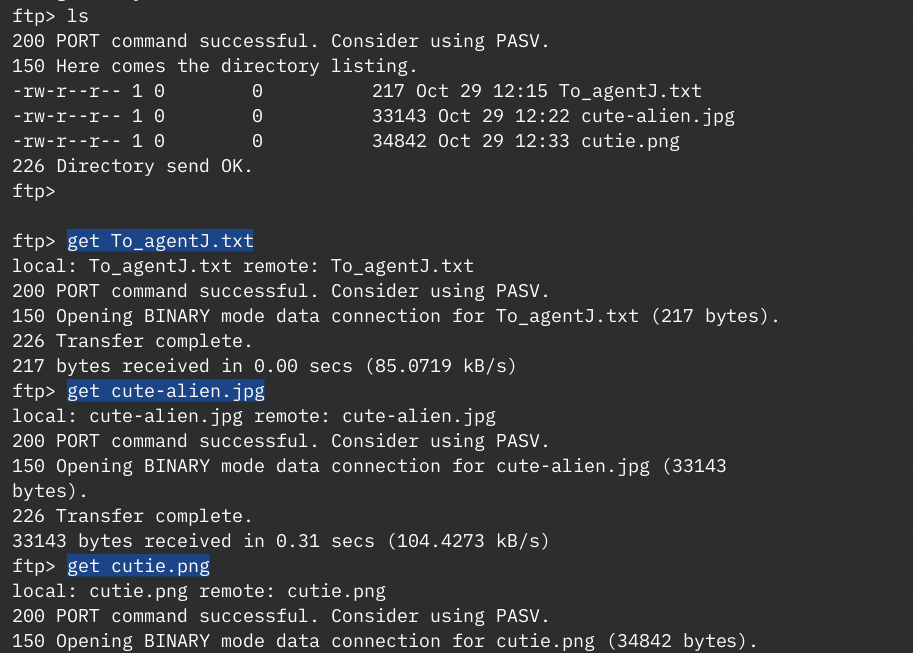 ftp> ls
200 PORT command successful. Consider using PASV.
150 Here comes the directory listing.
-rw-r--r-- 1 0        0          217 Oct 29 12:15 To_agentJ.txt
-rw-r--r-- 1 0        0          33143 Oct 29 12:22 cute-alien.jpg
-rw-r--r-- 1 0        0          34842 Oct 29 12:33 cutie.png
226 Directory send OK.
ftp>
ftp> get To_agentJ.txt
local: To_agentJ.txt remote: To_agentJ.txt
200 PORT command successful. Consider using PASV.
150 Opening BINARY mode data connection for To_agentJ.txt (217 bytes).
226 Transfer complete.
217 bytes received in 0.00 secs (85.0719 kB/s)
ftp> get cute-alien.jpg
local: cute-alien.jpg remote: cute-alien.jpg
200 PORT command successful. Consider using PASV.
150 Opening BINARY mode data connection for cute-alien.jpg (33143
bytes).
226 Transfer complete.
33143 bytes received in 0.31 secs (104.4273 kB/s)
ftp> get cutie.png
local: cutie.png remote: cutie.png
200 PORT command successful. Consider using PASV.
150 Opening BINARY mode data connection for cutie.png (34842 bytes).